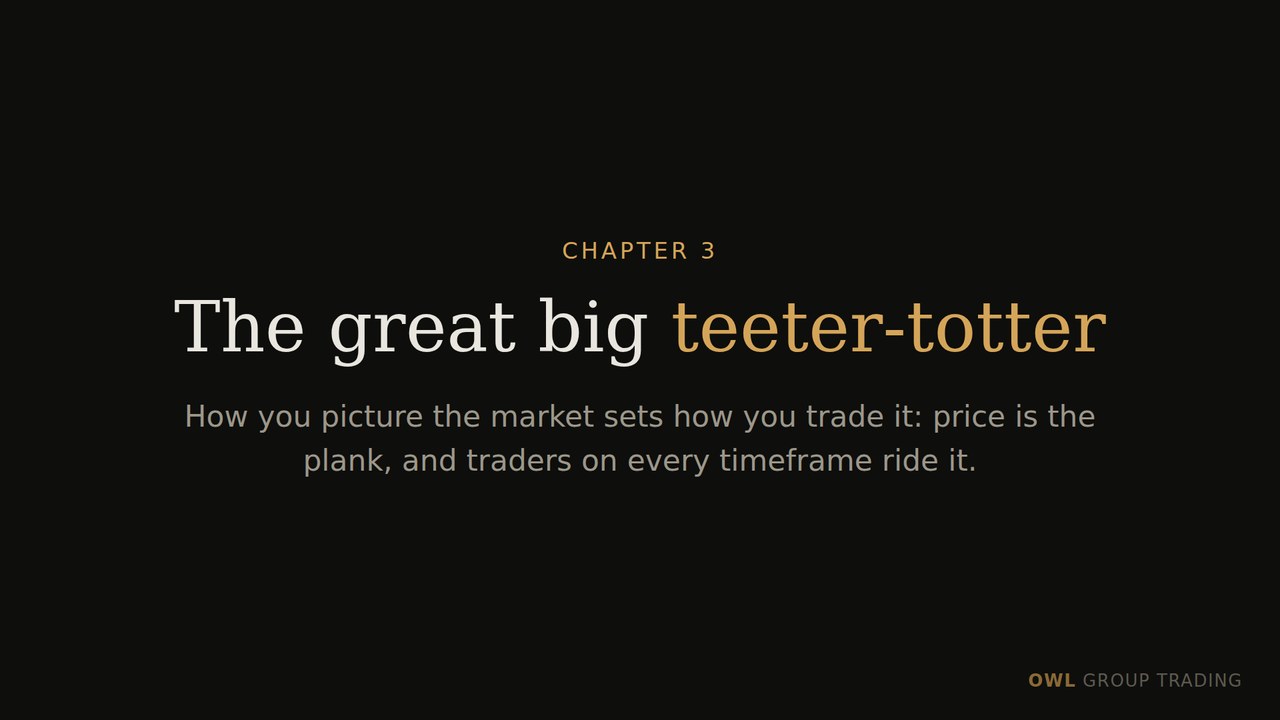 CHAPTER 3
The great big teeter-totter
How you picture the market sets how you trade it: price is the
plank, and traders on every timeframe ride it.
OWL GROUP TRADING